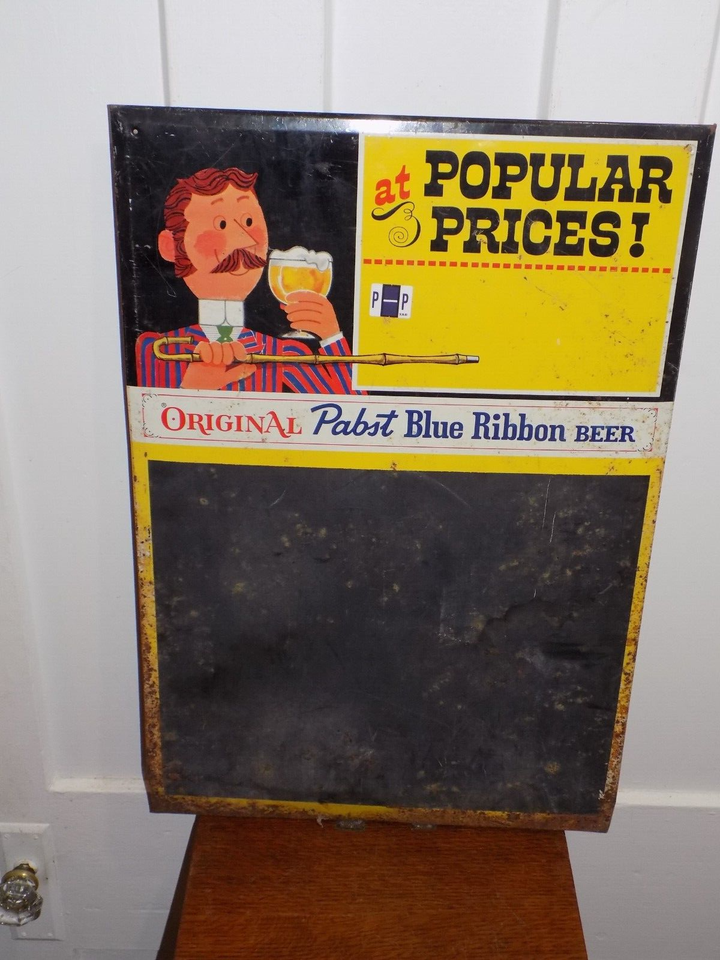 at POPULAR
PRICES!
P P
®ORIGINAL Pabst Blue Ribbon BEER